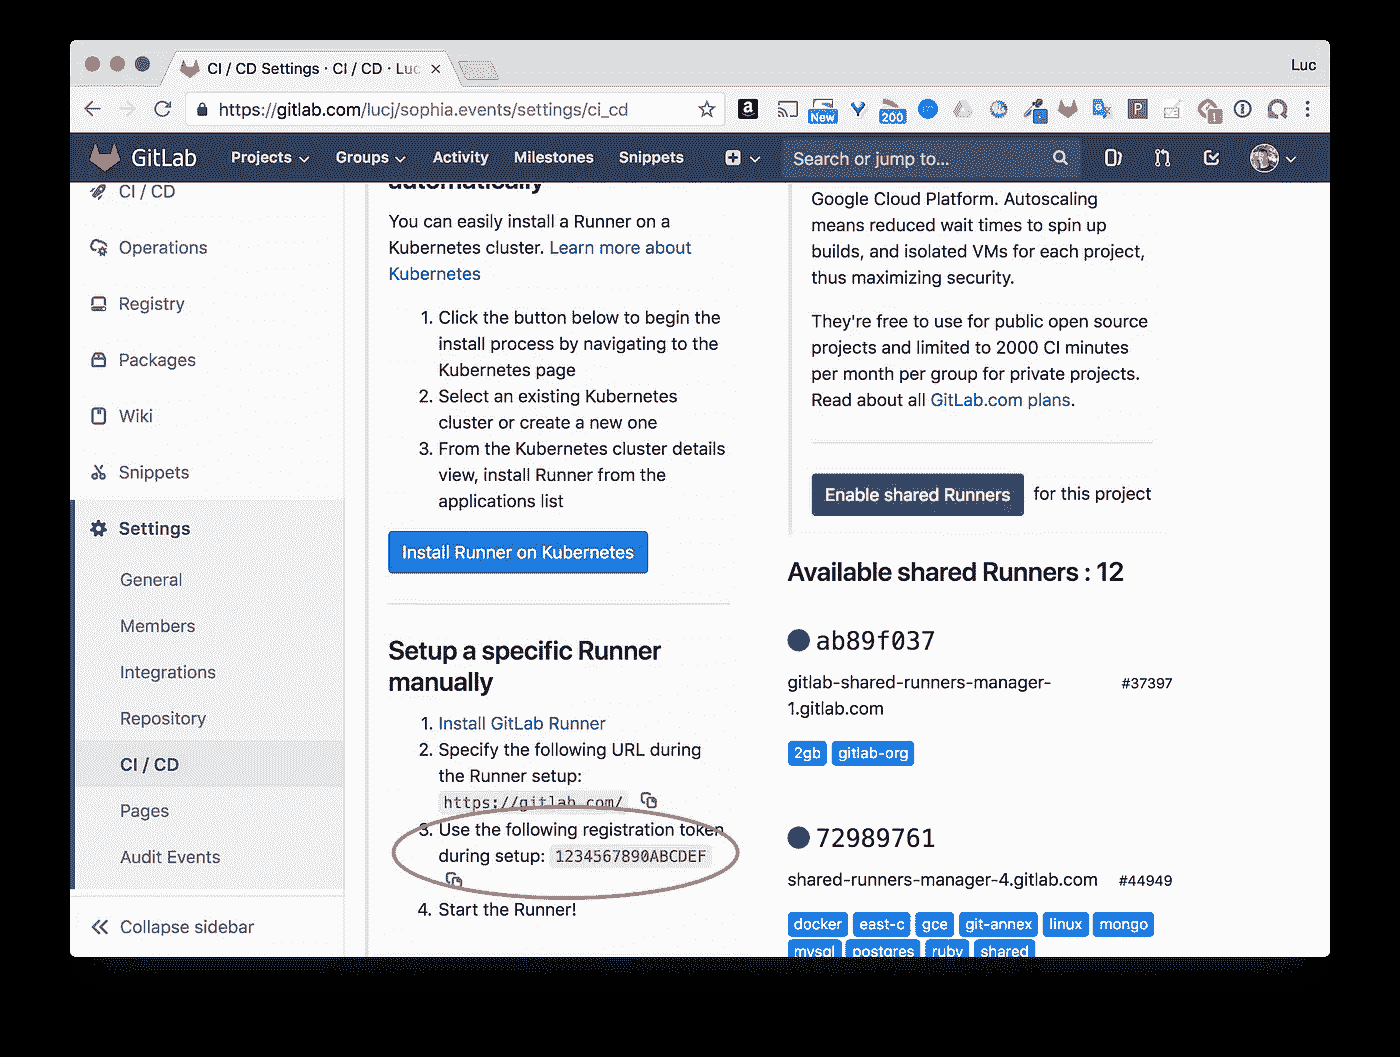 CI / CD Settings · CI / CD · Luc
Luc
https://gitlab.com/lucj/sophia.events/settings/ci_cd
New
200
GitLab
Projects
Groups
Activity
Milestones
Snippets
Search or jump to...
CI / CD
Operations
Registry
Packages
Wiki
Snippets
Settings
General
Members
Integrations
Repository
CI / CD
Pages
Audit Events
Collapse sidebar
automatically
You can easily install a Runner on a
Kubernetes cluster. Learn more about
Kubernetes
1. Click the button below to begin the
install process by navigating to the
Kubernetes page
2. Select an existing Kubernetes
cluster or create a new one
3. From the Kubernetes cluster details
view, install Runner from the
applications list
Install Runner on Kubernetes
Setup a specific Runner
manually
1. Install GitLab Runner
2. Specify the following URL during
the Runner setup:
https://gitlab.com/
3. Use the following registration token
during setup: 1234567890ABCDEF
4. Start the Runner!
Google Cloud Platform. Autoscaling
means reduced wait times to spin up
builds, and isolated VMs for each project,
thus maximizing security.
They're free to use for public open source
projects and limited to 2000 CI minutes
per month per group for private projects.
Read about all GitLab.com plans.
Enable shared Runners for this project
Available shared Runners : 12
ab89f037
gitlab-shared-runners-manager- #37397
1.gitlab.com
2gb gitlab-org
72989761
shared-runners-manager-4.gitlab.com #44949
docker east-c gce git-annex linux mongo
mysql postgres ruby shared